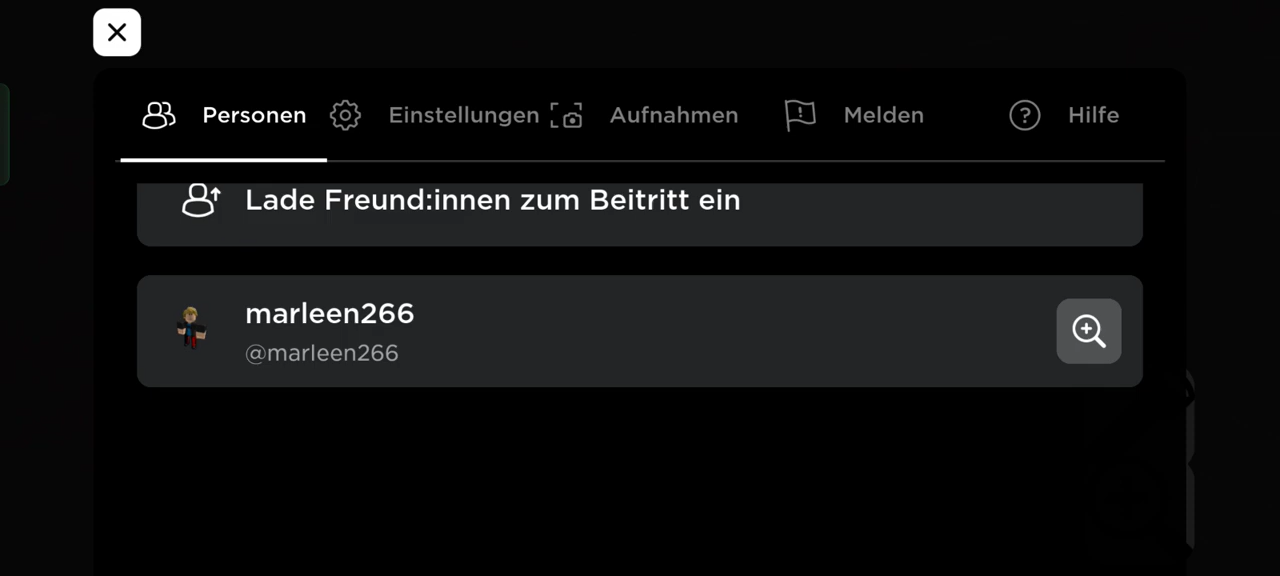 Personen Einstellungen Aufnahmen Melden Hilfe
Lade Freund:innen zum Beitritt ein
marleen266
@marleen266